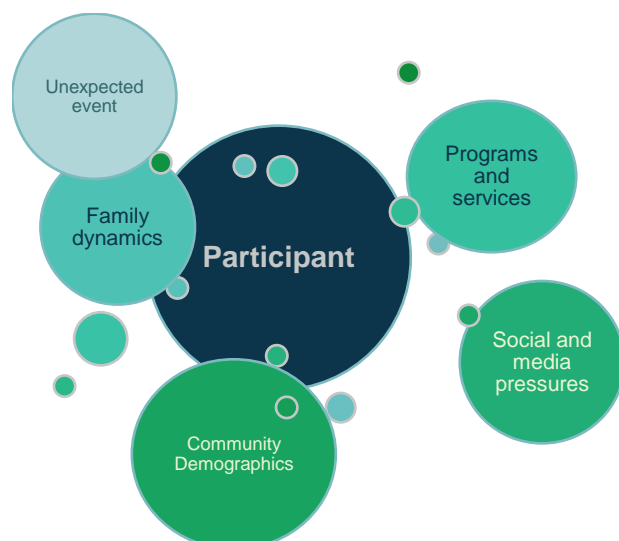 Unexpected
event
Programs
and
services
Family
dynamics
Participant
Social and
media
pressures
Community
Demographics